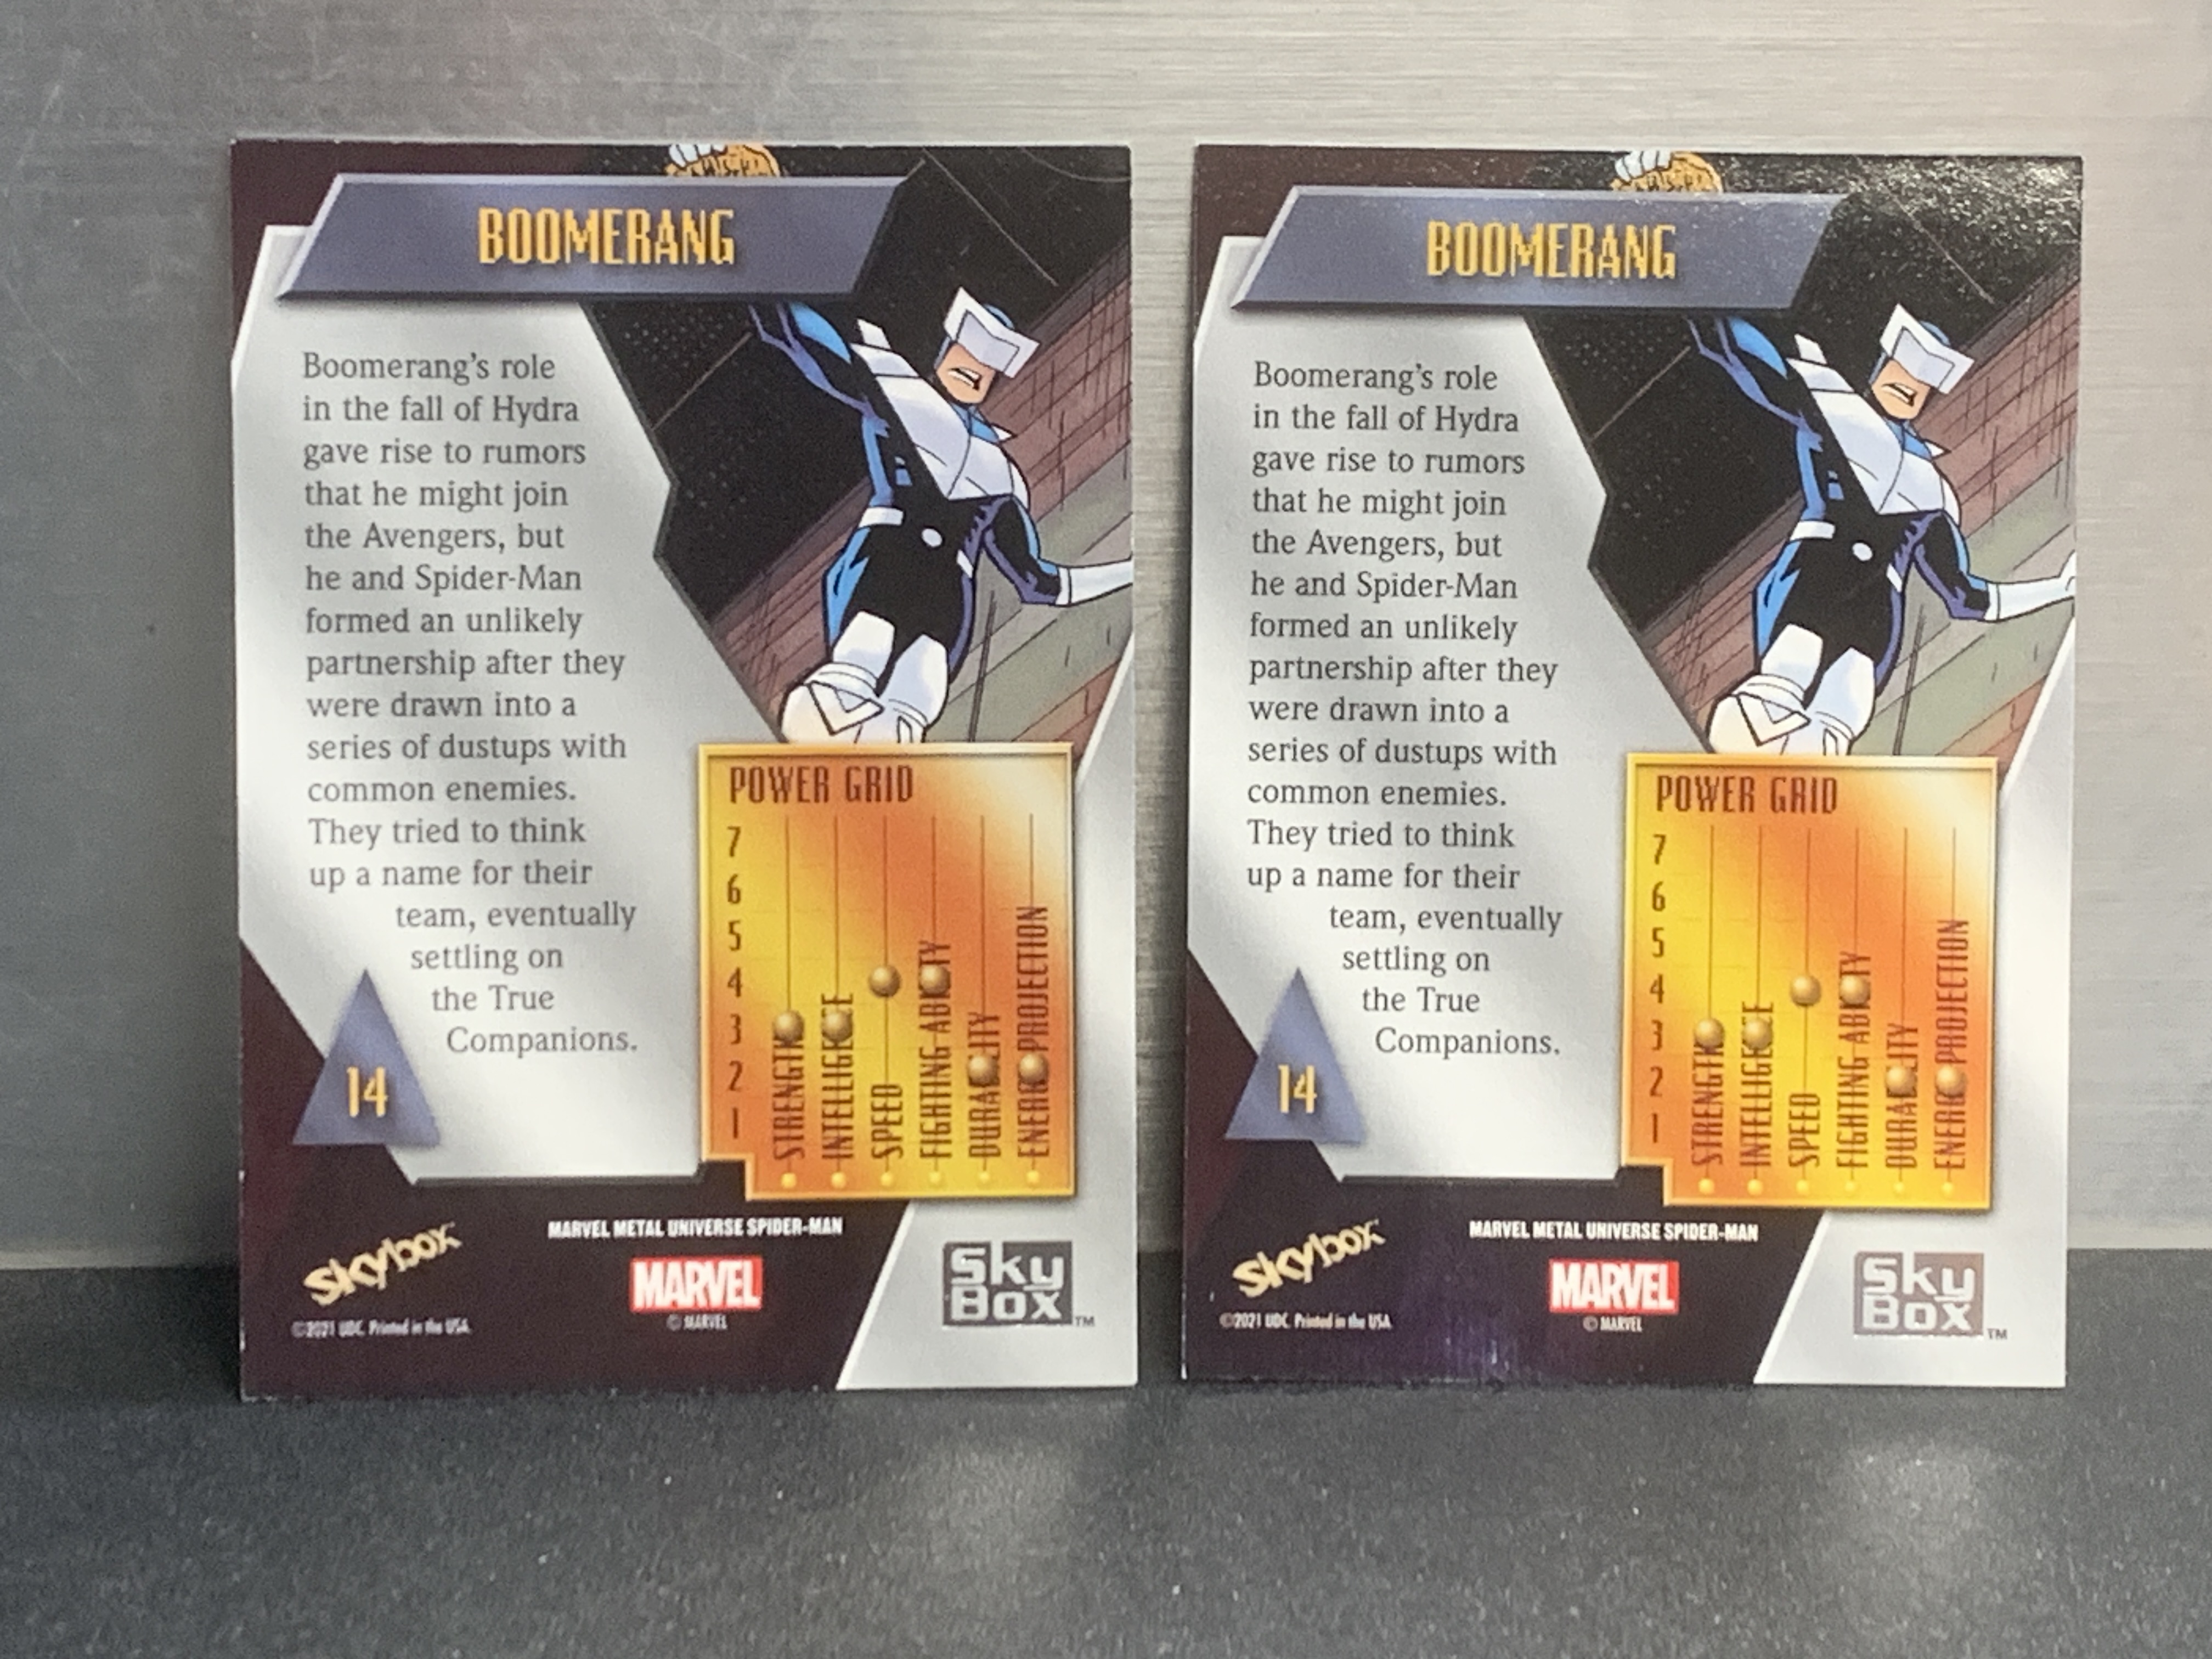 BOOMERANG
Boomerang's role
in the fall of Hydra
gave rise to rumors
that he might join
the Avengers, but
he and Spider-Man
formed an unlikely
partnership after they
were drawn into a
series of dustups with
common enemies.
They tried to think
up a name for their
team, eventually
settling on
the True
Companions.
14
POWER GRID
7
6
5
4
3
2
1
STRENGTH
INTELLIGENCE
SPEED
FIGHTING ABILITY
DURABILITY
ENERGY PROJECTION
Skybox
©2021 UDC. Printed in the USA.
MARVEL METAL UNIVERSE SPIDER-MAN
MARVEL
© MARVEL
Sky
Box™
BOOMERANG
Boomerang's role
in the fall of Hydra
gave rise to rumors
that he might join
the Avengers, but
he and Spider-Man
formed an unlikely
partnership after they
were drawn into a
series of dustups with
common enemies.
They tried to think
up a name for their
team, eventually
settling on
the True
Companions.
14
POWER GRID
7
6
5
4
3
2
1
STRENGTH
INTELLIGENCE
SPEED
FIGHTING ABILITY
DURABILITY
ENERGY PROJECTION
Skybox
©2021 UDC. Printed in the USA
MARVEL METAL UNIVERSE SPIDER-MAN
MARVEL
© MARVEL
Sky
Box™